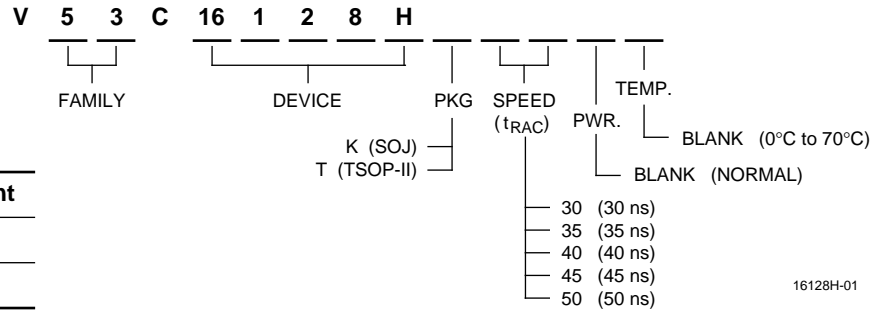 V 5 3 C 16 1 2 8 H
FAMILY DEVICE PKG SPEED (tRAC) PWR. TEMP.
K (SOJ)
T (TSOP-II)
BLANK (0°C to 70°C)
BLANK (NORMAL)
30 (30 ns)
35 (35 ns)
40 (40 ns)
45 (45 ns)
50 (50 ns)
nt
16128H-01